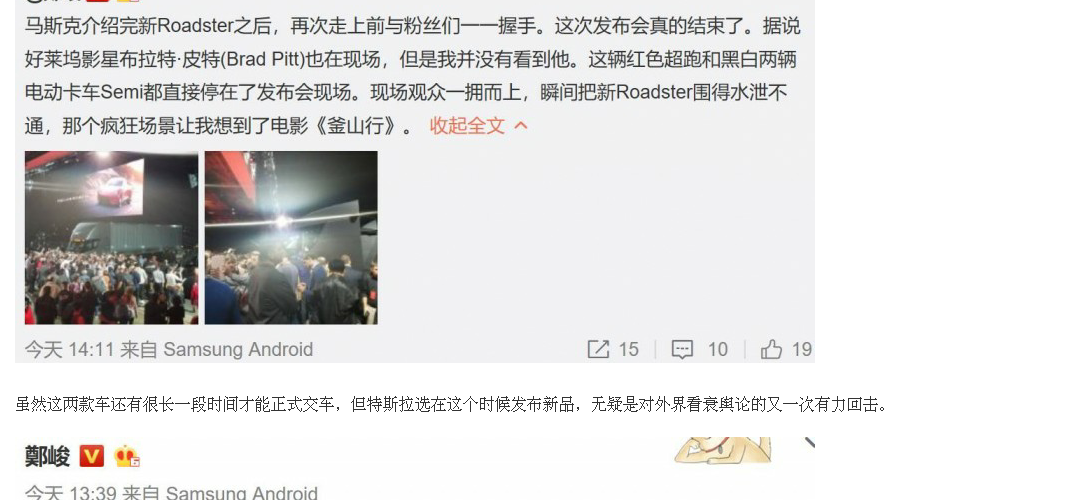 马斯克介绍完新Roadster之后，再次走上前与粉丝们一一握手。这次发布会真的结束了。据说
好莱坞影星布拉特·皮特(Brad Pitt)也在现场，但是我并没有看到他。这辆红色超跑和黑白两辆
电动卡车Semi都直接停在了发布会现场。现场观众一拥而上，瞬间把新Roadster围得水泄不
通，那个疯狂场景让我想到了电影《釜山行》。 收起全文
今天 14:11 来自 Samsung Android 15 10 19
虽然这两款车还有很长一段时间才能正式交车，但特斯拉选在这个时候发布新品，无疑是对外界看衰舆论的又一次有力回击。
鄭峻 V
今天 13:39 来自 Samsung Android